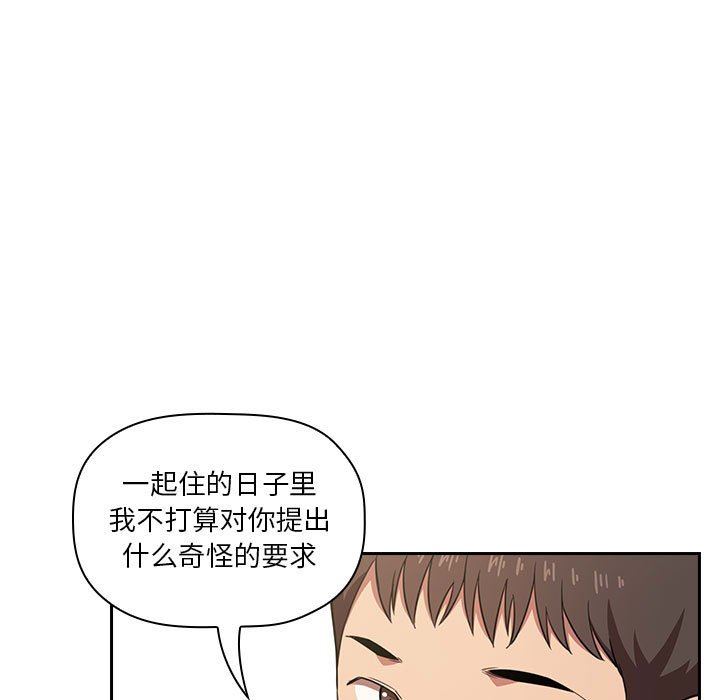 一起住的日子里
我不打算对你提出
什么奇怪的要求